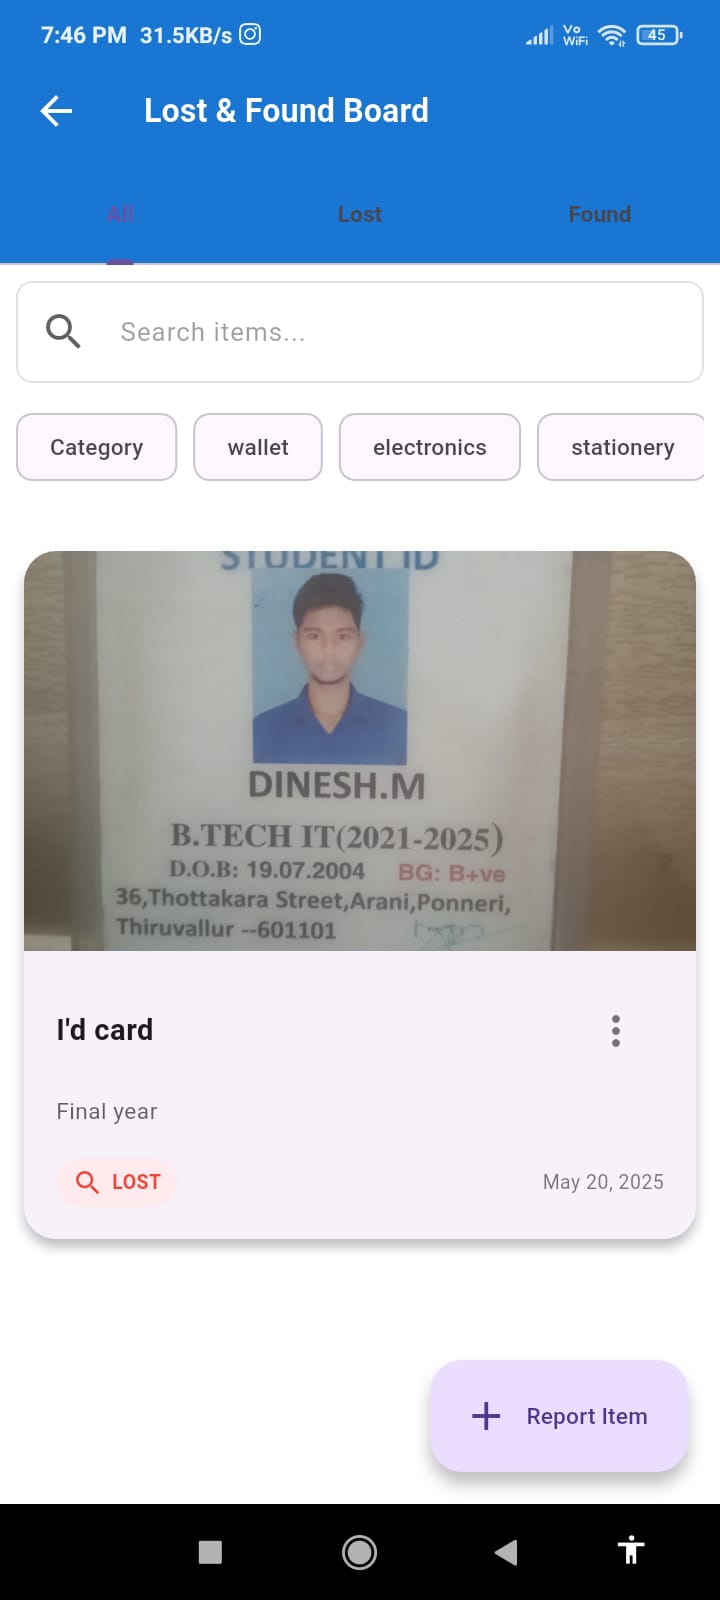 7:46 PM 31.5KB/s Vo WiFi 45
Lost & Found Board
All Lost Found
Search items...
Category wallet electronics stationery
STUDENT ID
DINESH.M
B.TECH IT(2021-2025)
D.O.B: 19.07.2004 BG: B+ve
36,Thottakara Street,Arani,Ponneri,
Thiruvallur --601101
I'd card
Final year
LOST May 20, 2025
Report Item